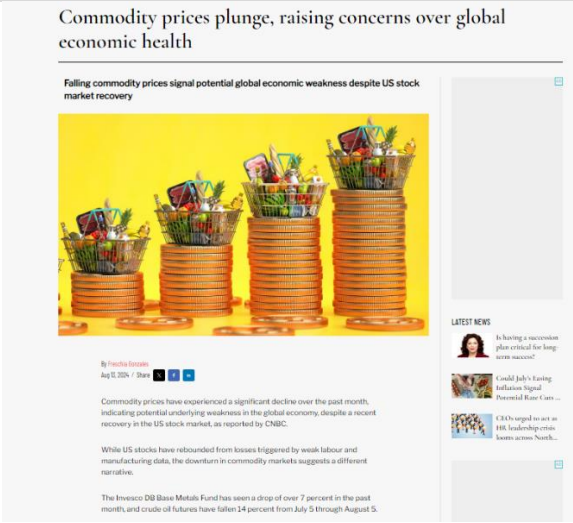 Commodity prices plunge, raising concerns over global
economic health
Falling commodity prices signal potential global economic weakness despite US stock
market recovery
By Freschia Gonzales
Aug 13, 2024 / Share
Commodity prices have experienced a significant decline over the past month,
indicating potential underlying weakness in the global economy, despite a recent
recovery in the US stock market, as reported by CNBC.
While US stocks have rebounded from losses triggered by weak labour and
manufacturing data, the downturn in commodity markets suggests a different
narrative.
The Invesco DB Base Metals Fund has seen a drop of over 7 percent in the past
month, and crude oil futures have fallen 14 percent from July 5 through August 5.
LATEST NEWS
Is having a succession
plan critical for long-
term success?
Could July's Easing
Inflation Signal
Potential Rate Cuts ...
CEOs urged to act as
HR leadership crisis
looms across North...